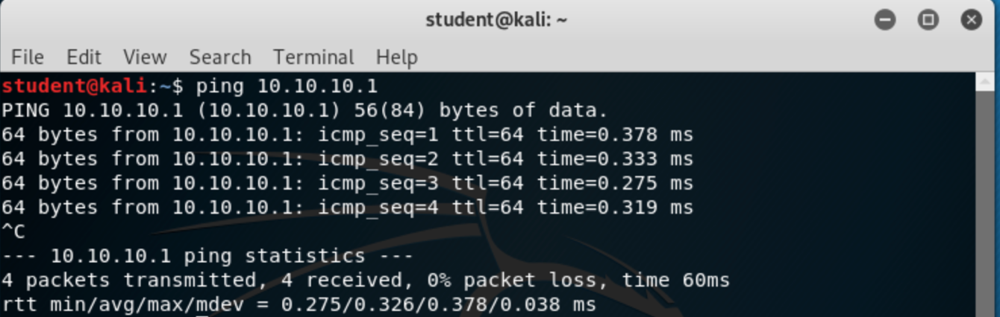 student@kali: ~
File Edit View Search Terminal Help
student@kali:~$ ping 10.10.10.1
PING 10.10.10.1 (10.10.10.1) 56(84) bytes of data.
64 bytes from 10.10.10.1: icmp_seq=1 ttl=64 time=0.378 ms
64 bytes from 10.10.10.1: icmp_seq=2 ttl=64 time=0.333 ms
64 bytes from 10.10.10.1: icmp_seq=3 ttl=64 time=0.275 ms
64 bytes from 10.10.10.1: icmp_seq=4 ttl=64 time=0.319 ms
^C
--- 10.10.10.1 ping statistics ---
4 packets transmitted, 4 received, 0% packet loss, time 60ms
rtt min/avg/max/mdev = 0.275/0.326/0.378/0.038 ms